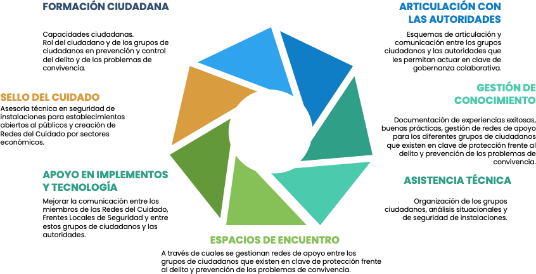 FORMACIÓN CIUDADANA
Capacidades ciudadanas.
Rol del ciudadano y de los grupos de
ciudadanos en prevención y control
del delito y de los problemas de
convivencia.
ARTICULACIÓN CON
LAS AUTORIDADES
Esquemas de articulación y
comunicación entre los grupos
ciudadanos y las autoridades que
les permitan actuar en clave de
gobernanza colaborativa.
SELLO DEL CUIDADO
Asesoría técnica en seguridad de
instalaciones para establecimientos
abiertos al públicos y creación de
Redes del Cuidado por sectores
económicos.
GESTIÓN DE
CONOCIMIENTO
Documentación de experiencias exitosas,
buenas prácticas, gestión de redes de apoyo
para los diferentes grupos de ciudadanos
que existen en clave de protección frente al
delito y prevención de los problemas de
convivencia.
APOYO EN IMPLEMENTOS
Y TECNOLOGÍA
Mejorar la comunicación entre los
miembros de las Redes del Cuidado,
Frentes Locales de Seguridad y entre
estos grupos de ciudadanos y las
autoridades.
ASISTENCIA TÉCNICA
Organización de los grupos
ciudadanos, análisis situacionales y
de seguridad de instalaciones.
ESPACIOS DE ENCUENTRO
A través de cuales se gestionan redes de apoyo entre los
grupos de ciudadanos que existen en clave de protección frente
al delito y prevención de los problemas de convivencia.